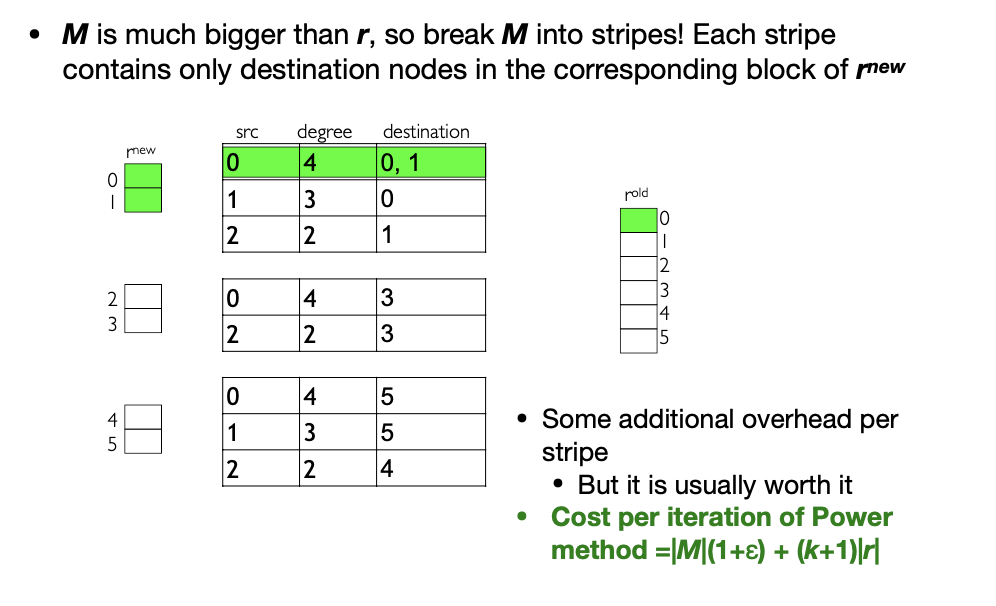 • M is much bigger than r, so break M into stripes! Each stripe
contains only destination nodes in the corresponding block of rnew
src degree destination
rnew
0 4 0, 1
0
1
1 3 0
2 2 1
rold
0
1
2
3
4
5
2
3
0 4 3
2 2 3
4
5
0 4 5
1 3 5
2 2 4
• Some additional overhead per
stripe
• But it is usually worth it
• Cost per iteration of Power
method =|M|(1+ε) + (k+1)|r|